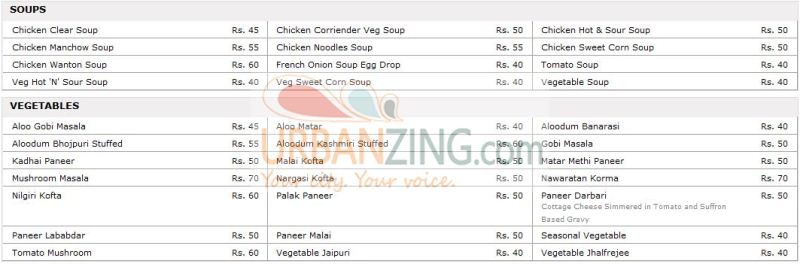 SOUPS
Chicken Clear Soup Rs. 45 Chicken Corriender Veg Soup Rs. 50 Chicken Hot & Sour Soup Rs. 50
Chicken Manchow Soup Rs. 55 Chicken Noodles Soup Rs. 55 Chicken Sweet Corn Soup Rs. 50
Chicken Wanton Soup Rs. 60 French Onion Soup Egg Drop Rs. 40 Tomato Soup Rs. 40
Veg Hot 'N' Sour Soup Rs. 40 Veg Sweet Corn Soup Rs. 40 Vegetable Soup Rs. 40
VEGETABLES
Aloo Gobi Masala Rs. 45 Aloo Matar Rs. 40 Aloodum Banarasi Rs. 40
Aloodum Bhojpuri Stuffed Rs. 55 Aloodum Kashmiri Stuffed Rs. 60 Gobi Masala Rs. 50
URBANZING.com
Kadhai Paneer Rs. 50 Malai Kofta Rs. 50 Matar Methi Paneer Rs. 50
Mushroom Masala Rs. 70 Nargasi Kofta Rs. 50 Nawaratan Korma Rs. 70
Your city. Your voice.
Nilgiri Kofta Rs. 60 Palak Paneer Rs. 50 Paneer Darbari Rs. 50
Cottage Cheese Simmered in Tomato and Suffron
Based Gravy
Paneer Lababdar Rs. 50 Paneer Malai Rs. 50 Seasonal Vegetable Rs. 40
Tomato Mushroom Rs. 60 Vegetable Jaipuri Rs. 40 Vegetable Jhalfrejee Rs. 40